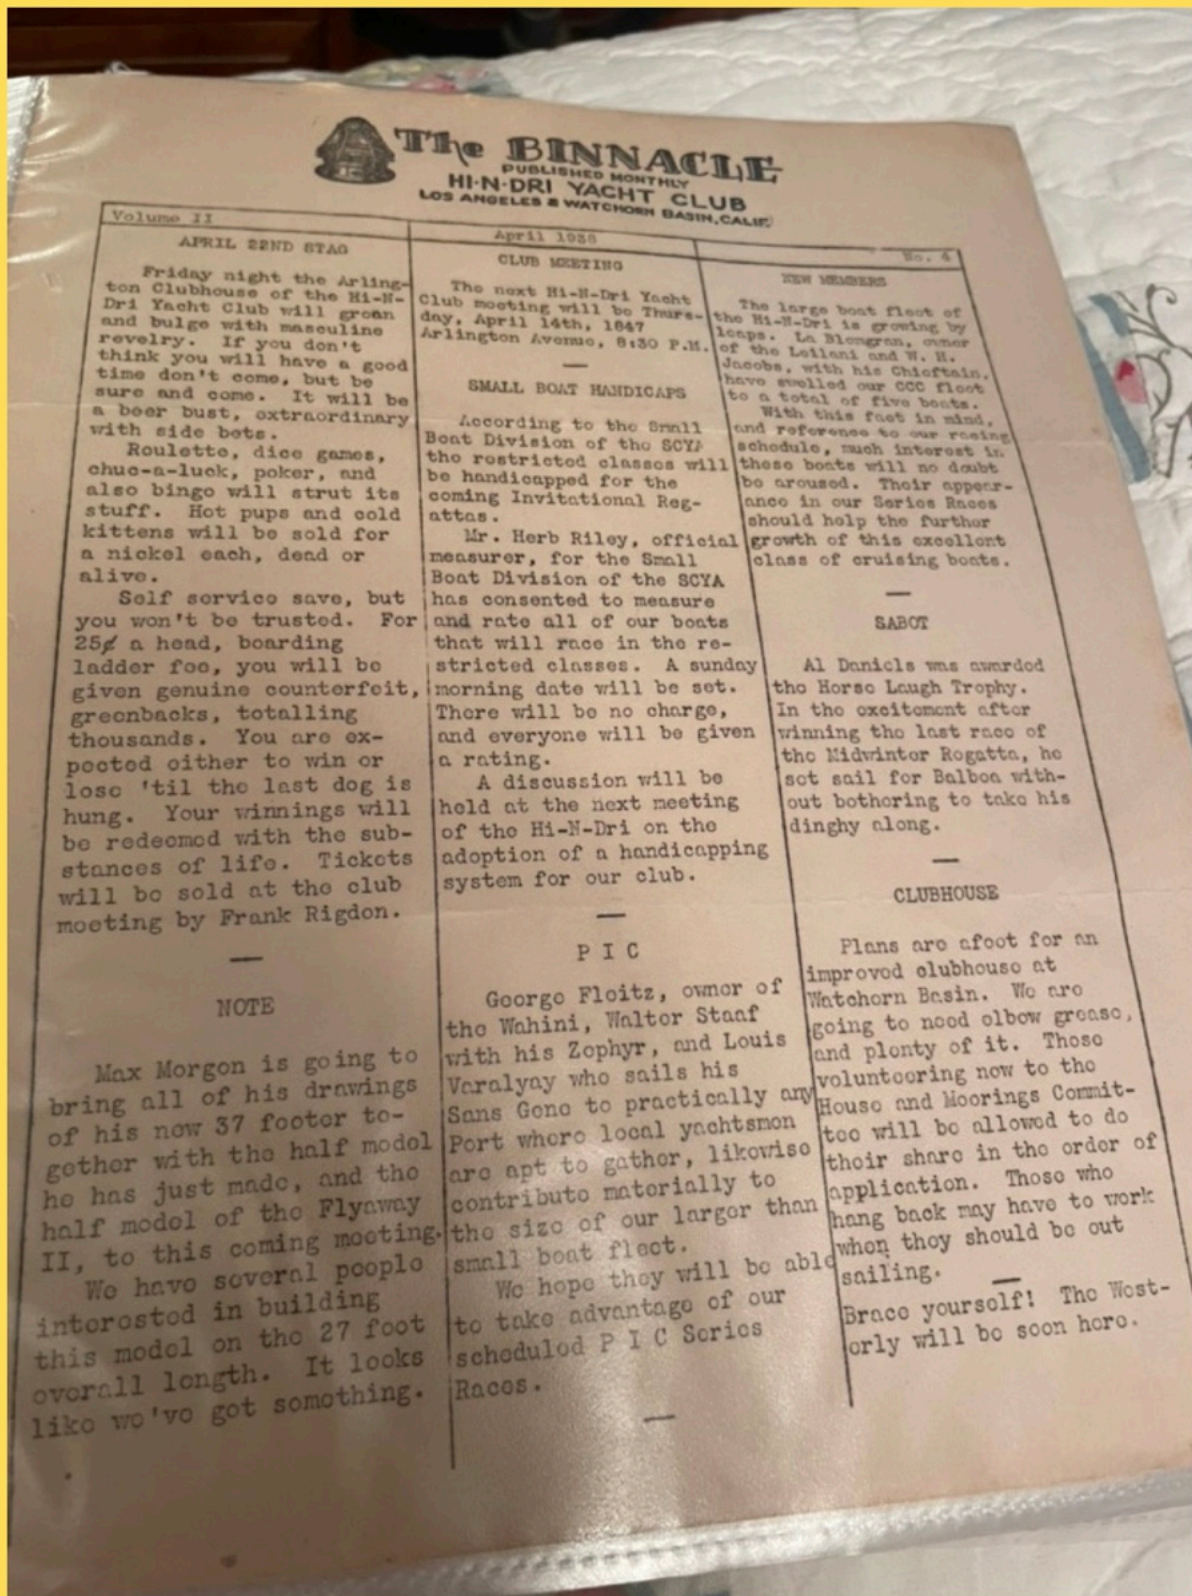 The BINNACLE
PUBLISHED MONTHLY
HI-N-DRI YACHT CLUB
LOS ANGELES & WATCHORN BASIN, CALIF.
Volume II
April 1938
No. 4
APRIL 22ND STAG
Friday night the Arling-
ton Clubhouse of the Hi-N-
Dri Yacht Club will groan
and bulge with masculine
revelry. If you don't
think you will have a good
time don't come, but be
sure and come. It will be
a beer bust, extraordinary
with side bets.
Roulette, dice games,
chuc-a-luck, poker, and
also bingo will strut its
stuff. Hot pups and cold
kittens will be sold for
a nickel each, dead or
alive.
Self service save, but
you won't be trusted. For
25¢ a head, boarding
ladder fee, you will be
given genuine counterfeit,
greenbacks, totalling
thousands. You are ex-
pected either to win or
lose 'til the last dog is
hung. Your winnings will
be redeemed with the sub-
stances of life. Tickets
will be sold at the club
meeting by Frank Rigdon.
NOTE
Max Morgon is going to
bring all of his drawings
of his new 37 footer to-
gether with the half model
he has just made, and the
half model of the Flyaway
II, to this coming meeting.
We have several people
interested in building
this model on the 27 foot
overall length. It looks
like we've got something.
CLUB MEETING
The next Hi-N-Dri Yacht
Club meeting will be Thurs-
day, April 14th, 1847
Arlington Avenue, 8:30 P.M.
SMALL BOAT HANDICAPS
According to the Small
Boat Division of the SCYA
the restricted classes will
be handicapped for the
coming Invitational Reg-
attas.
Mr. Herb Riley, official
measurer, for the Small
Boat Division of the SCYA
has consented to measure
and rate all of our boats
that will race in the re-
stricted classes. A sunday
morning date will be set.
There will be no charge,
and everyone will be given
a rating.
A discussion will be
held at the next meeting
of the Hi-N-Dri on the
adoption of a handicapping
system for our club.
P I C
George Floitz, owner of
the Wahini, Walter Staaf
with his Zephyr, and Louis
Varalyay who sails his
Sans Gene to practically any
Port where local yachtsmen
are apt to gather, likewise
contribute materially to
the size of our larger than
small boat fleet.
We hope they will be able
to take advantage of our
scheduled P I C Series
Races.
NEW MEMBERS
The large boat fleet of
the Hi-N-Dri is growing by
leaps. La Blongran, owner
of the Leilani and W. H.
Jacobs, with his Chieftain,
have swelled our CCC fleet
to a total of five boats.
With this fact in mind,
and reference to our racing
schedule, much interest in
these boats will no doubt
be aroused. Their appear-
ance in our Series Races
should help the further
growth of this excellent
class of cruising boats.
SABOT
Al Daniels was awarded
the Horse Laugh Trophy.
In the excitement after
winning the last race of
the Midwinter Regatta, he
set sail for Balboa with-
out bothering to take his
dinghy along.
CLUBHOUSE
Plans are afoot for an
improved clubhouse at
Watchorn Basin. We are
going to need elbow grease,
and plenty of it. Those
volunteering now to the
House and Moorings Commit-
tee will be allowed to do
their share in the order of
application. Those who
hang back may have to work
when they should be out
sailing.
Brace yourself! The West-
erly will be soon here.